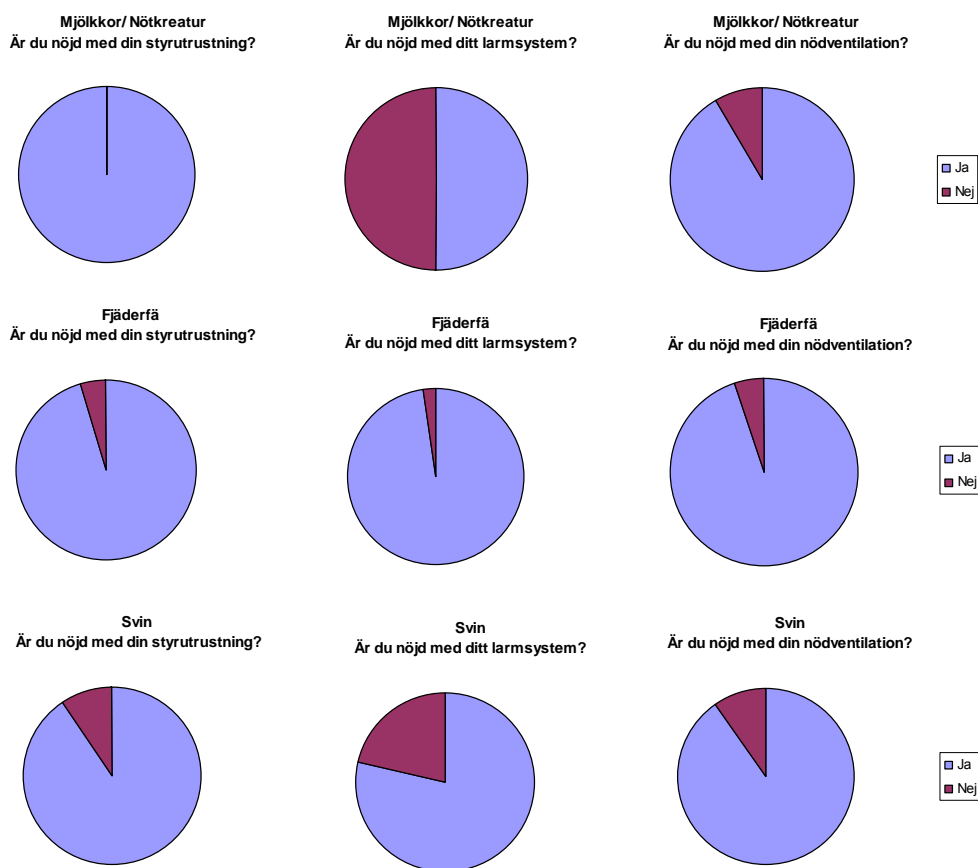 Mjölkkor/ Nötkreatur
Är du nöjd med din styrutrustning?
Mjölkkor/ Nötkreatur
Är du nöjd med ditt larmsystem?
Mjölkkor/ Nötkreatur
Är du nöjd med din nödventilation?
Ja
Nej
Fjäderfä
Är du nöjd med din styrutrustning?
Fjäderfä
Är du nöjd med ditt larmsystem?
Fjäderfä
Är du nöjd med din nödventilation?
Ja
Nej
Svin
Är du nöjd med din styrutrustning?
Svin
Är du nöjd med ditt larmsystem?
Svin
Är du nöjd med din nödventilation?
Ja
Nej